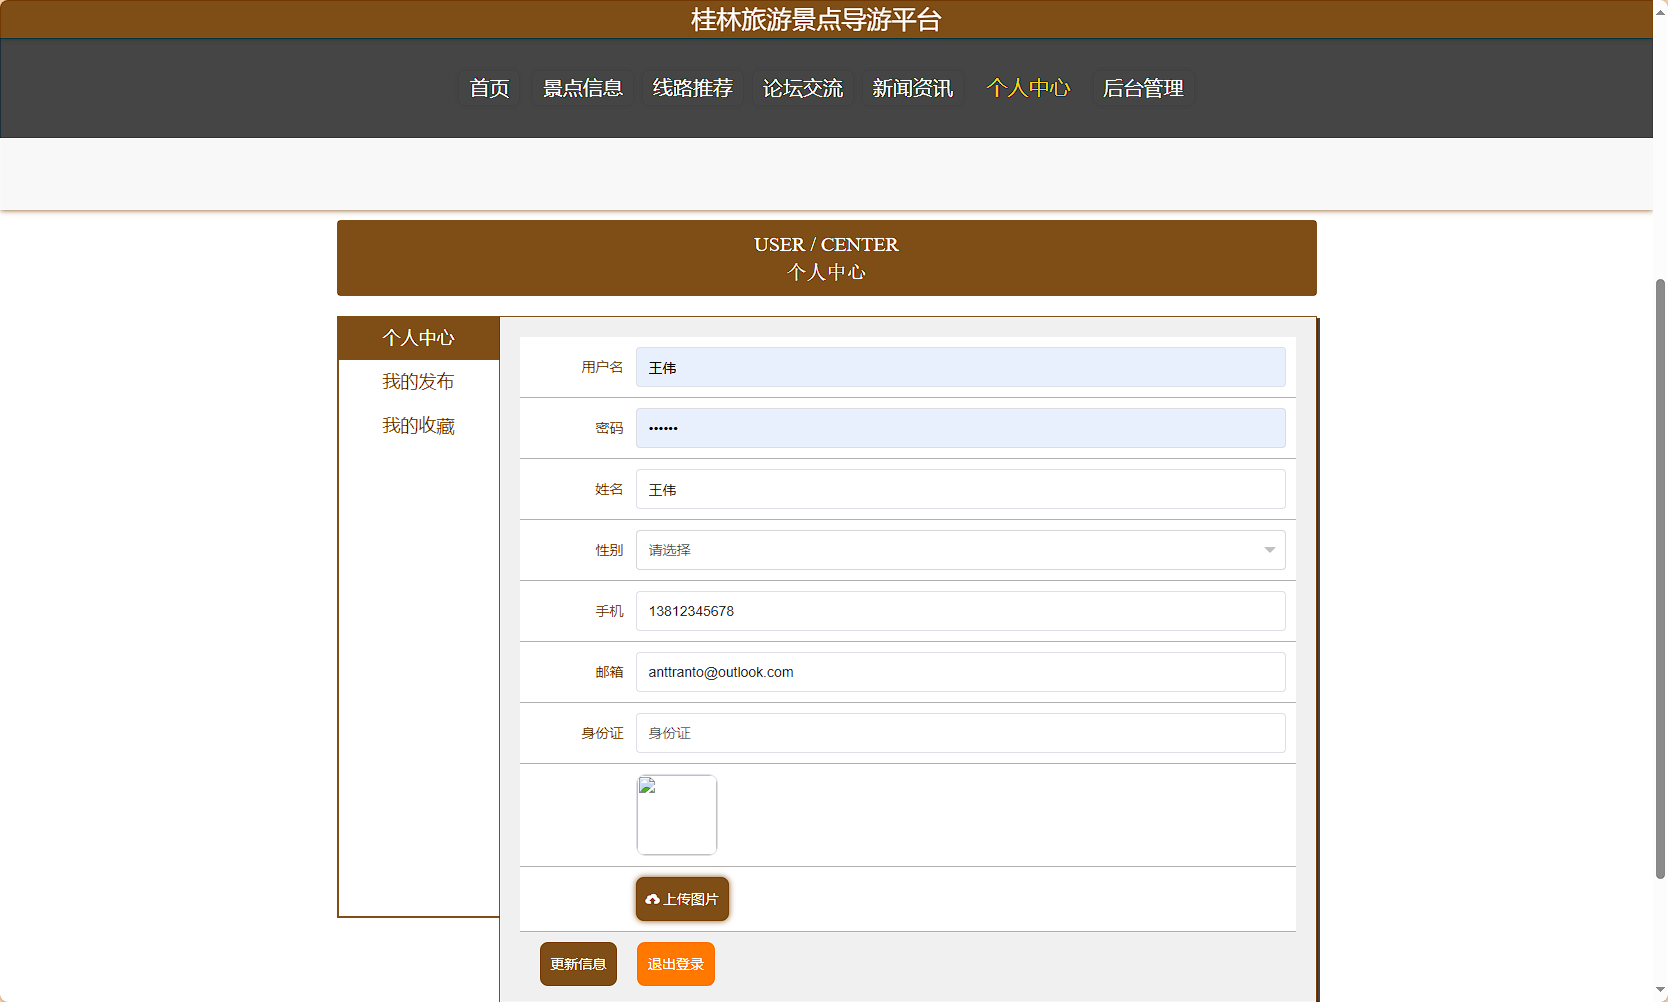 桂林旅游景点导游平台
首页 景点信息 线路推荐 论坛交流 新闻资讯 个人中心 后台管理
USER / CENTER
个人中心
个人中心
我的发布
我的收藏
用户名 王伟
密码 ••••••
姓名 王伟
性别 请选择
手机 13812345678
邮箱 anttranto@outlook.com
身份证 身份证
上传图片
更新信息 退出登录